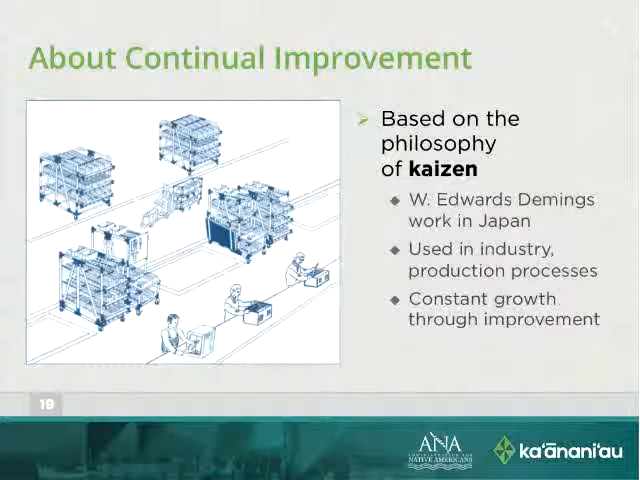 About Continual Improvement
Based on the
philosophy
of kaizen
W. Edwards Demings
work in Japan
Used in industry,
production processes
Constant growth
through improvement
19
ANA
ADMINISTRATION FOR
NATIVE AMERICANS
ka‘ānani‘au